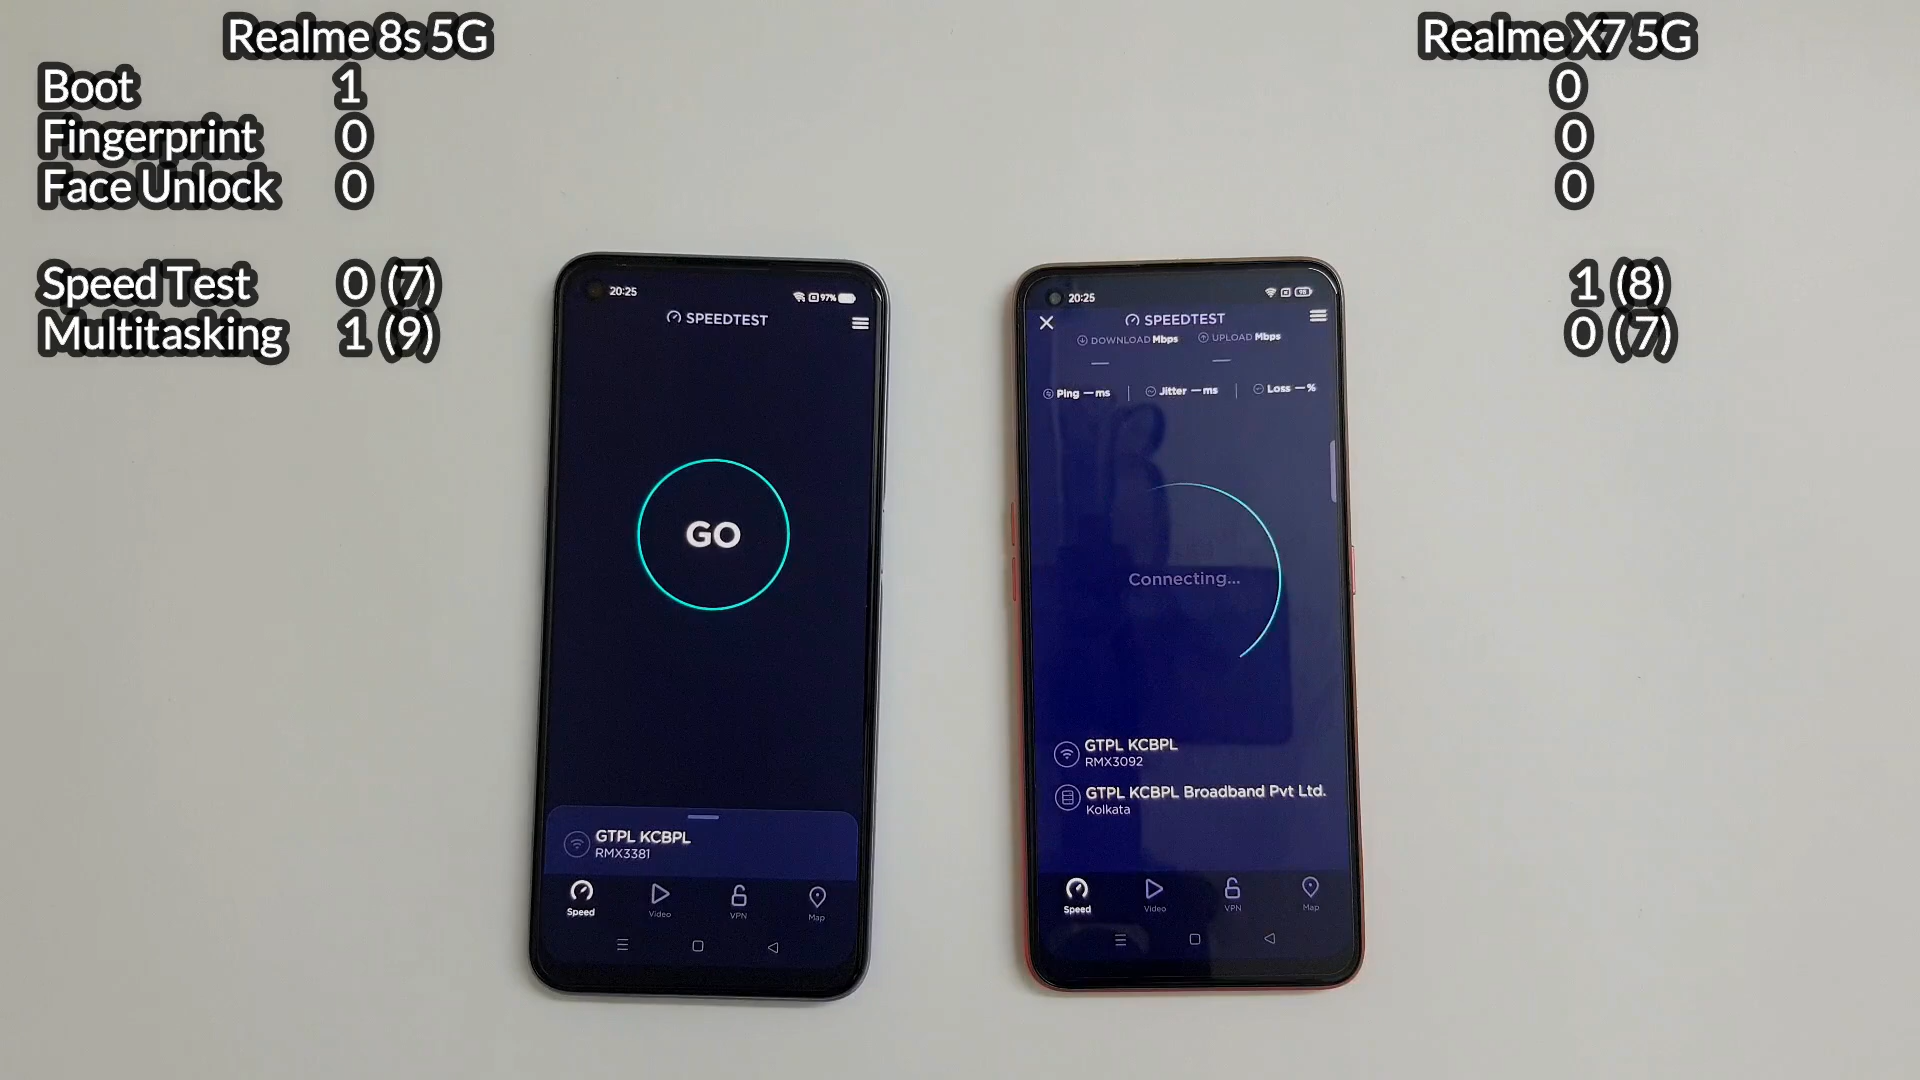 Realme 8s 5G
Realme X7 5G
Boot 1 0
Fingerprint 0 0
Face Unlock 0 0
Speed Test 0 (7) 1 (8)
Multitasking 1 (9) 0 (7)
20:25
97%
SPEEDTEST
GO
GTPL KCBPL
RMX3381
Speed Video VPN Map
20:25
98
SPEEDTEST
DOWNLOAD Mbps UPLOAD Mbps
Ping — ms Jitter — ms Loss — %
Connecting...
GTPL KCBPL
RMX3092
GTPL KCBPL Broadband Pvt Ltd.
Kolkata
Speed Video VPN Map